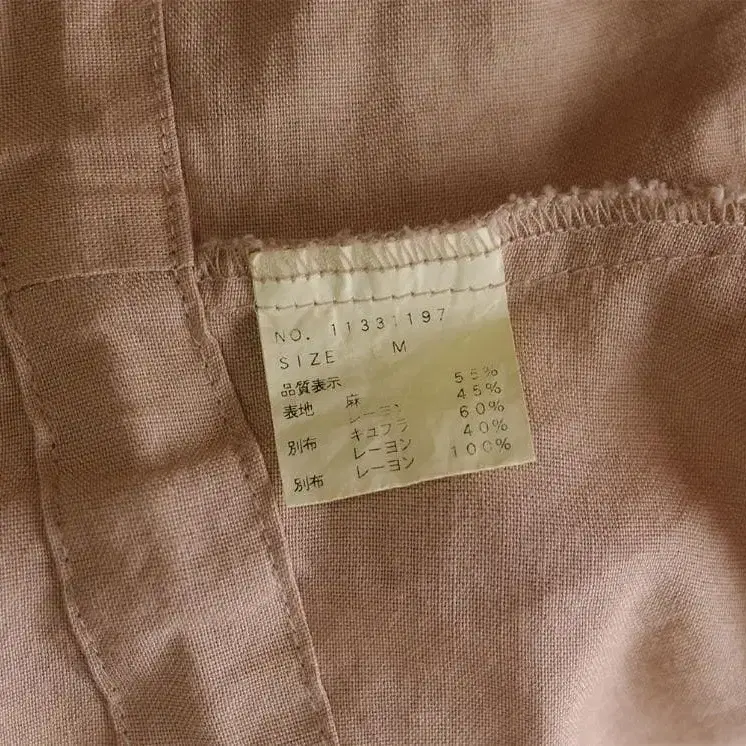 NO. 11331197
SIZE M
品質表示
表地 麻 55%
レーヨン 45%
別布 キュプラ 60%
レーヨン 40%
別布 レーヨン 100%